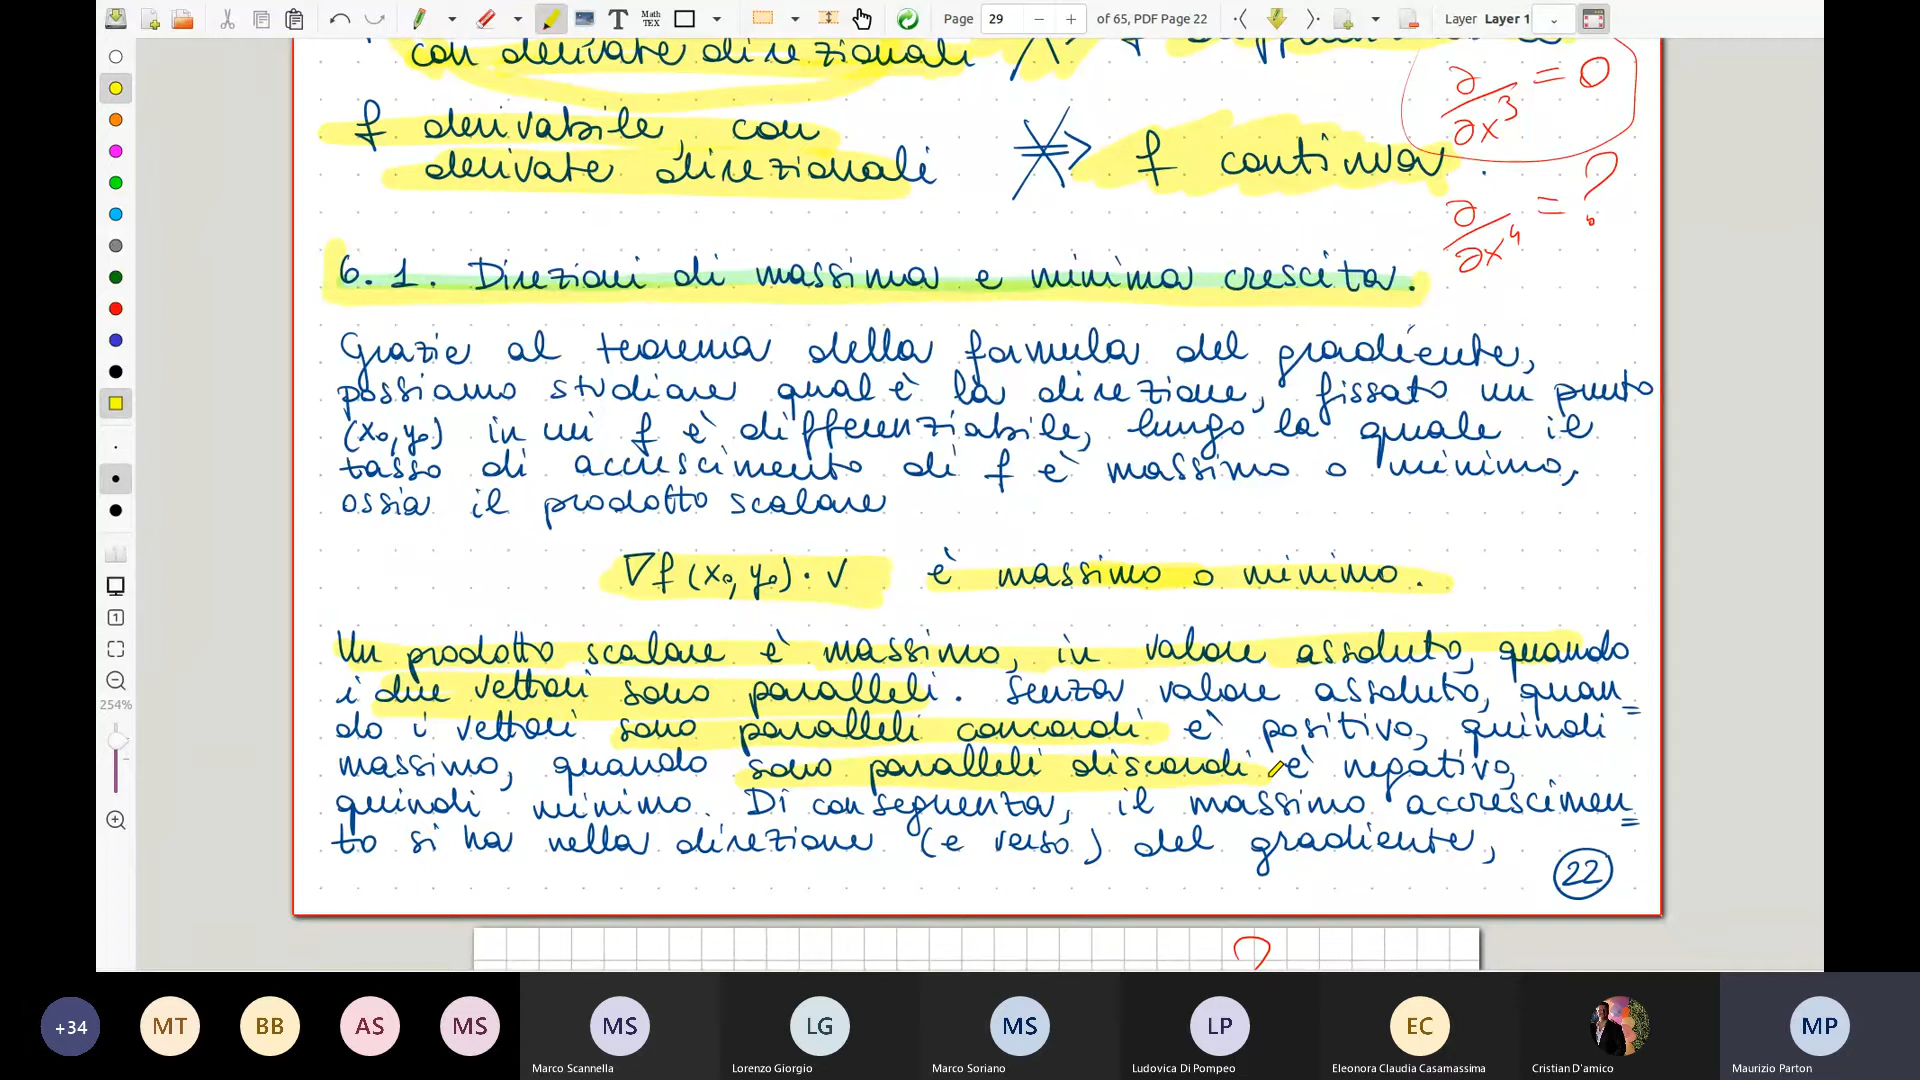 Page 29 of 65, PDF Page 22 Layer Layer 1
Math
TEX
con derivate direzionali
∂/∂x³ = 0
f derivabile, con
derivate direzionali ⇏ f continua.
∂/∂x⁴ = ?
6.1. Direzioni di massima e minima crescita.
Grazie al teorema della formula del gradiente,
possiamo studiare qual è la direzione, fissato un punto
(x₀,y₀) in cui f è differenziabile, lungo la quale il
tasso di accrescimento di f è massimo o minimo,
ossia il prodotto scalare
∇f(x₀,y₀)·v è massimo o minimo.
Un prodotto scalare è massimo, in valore assoluto, quando
i due vettori sono paralleli. Senza valore assoluto, quan=
do i vettori sono paralleli concordi è positivo, quindi
massimo, quando sono paralleli discordi è negativo,
quindi minimo. Di conseguenza, il massimo accrescimen=
to si ha nella direzione (e verso) del gradiente,
22
254%
1
+34 MT BB AS MS MS LG MS LP EC MP
Marco Scannella Lorenzo Giorgio Marco Soriano Ludovica Di Pompeo Eleonora Claudia Casamassima Cristian D'amico Maurizio Parton